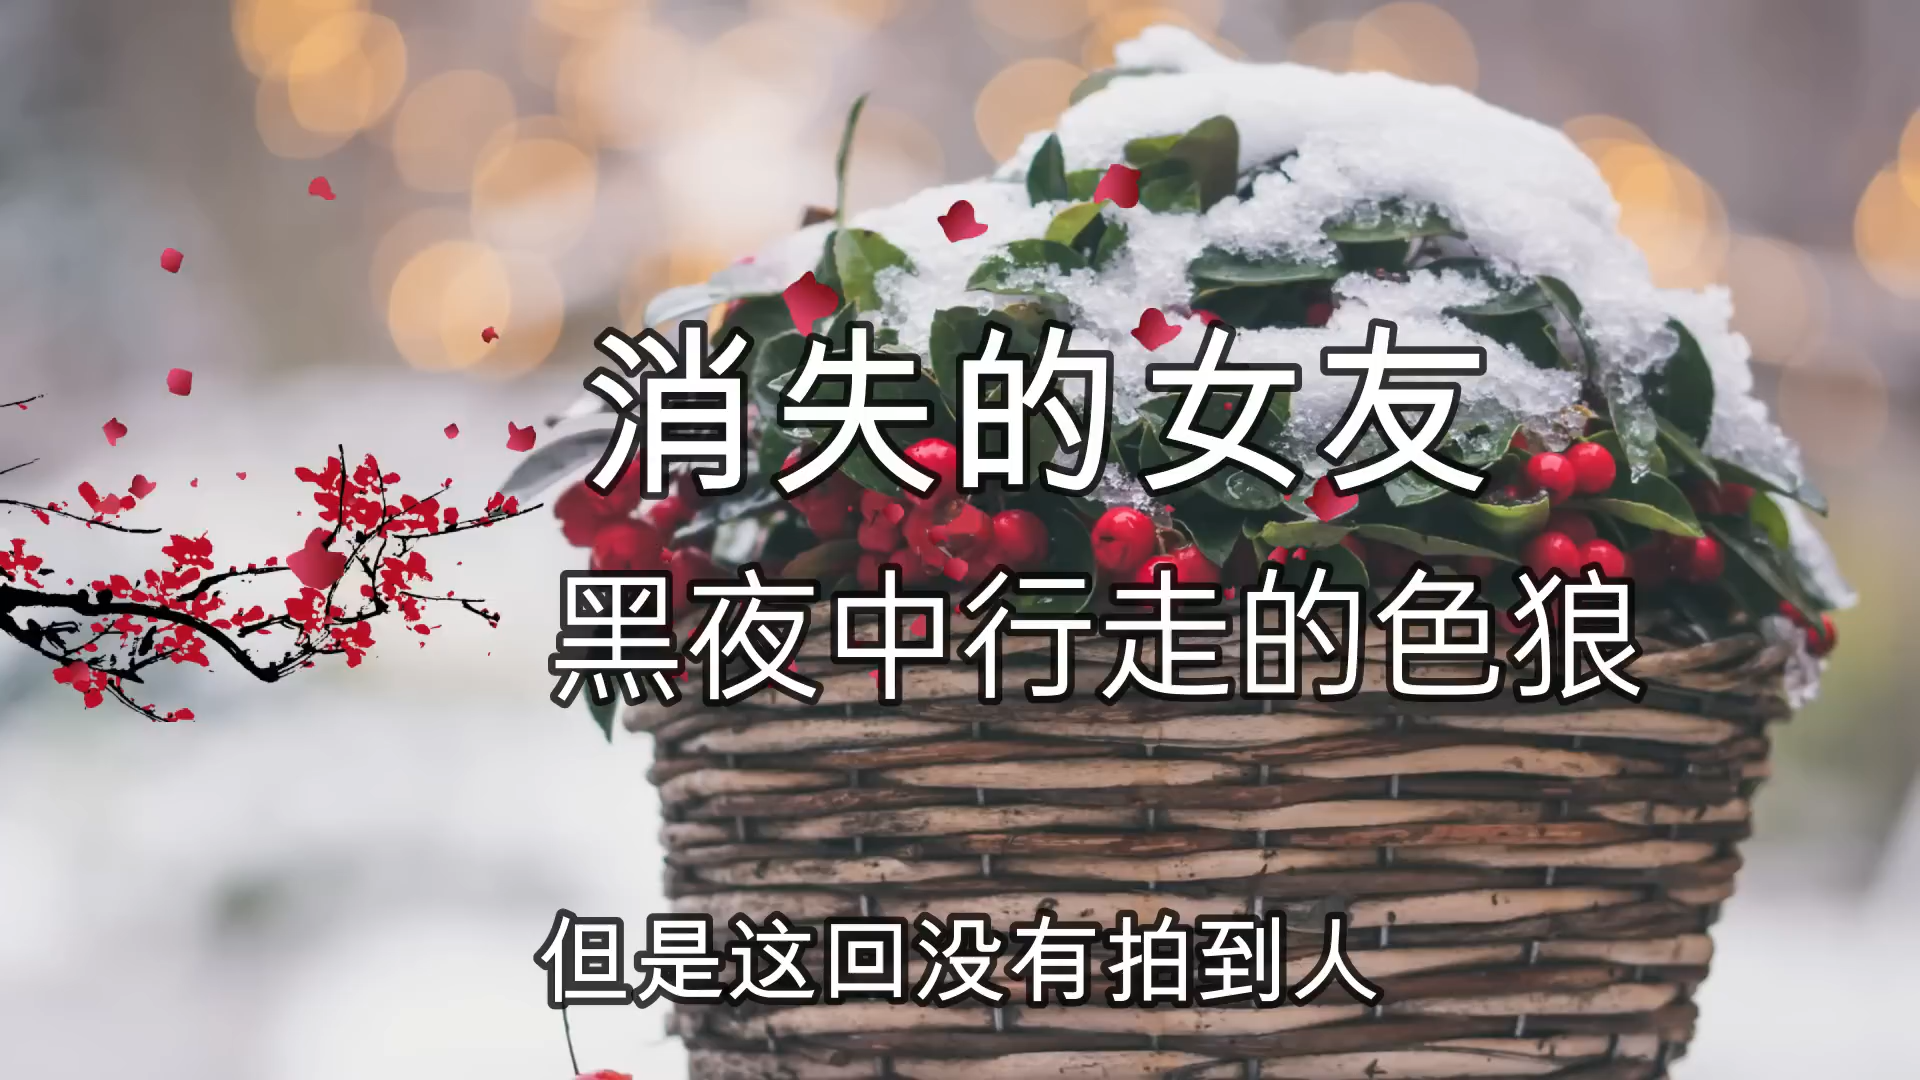 消失的女友
黑夜中行走的色狼
但是这回没有拍到人